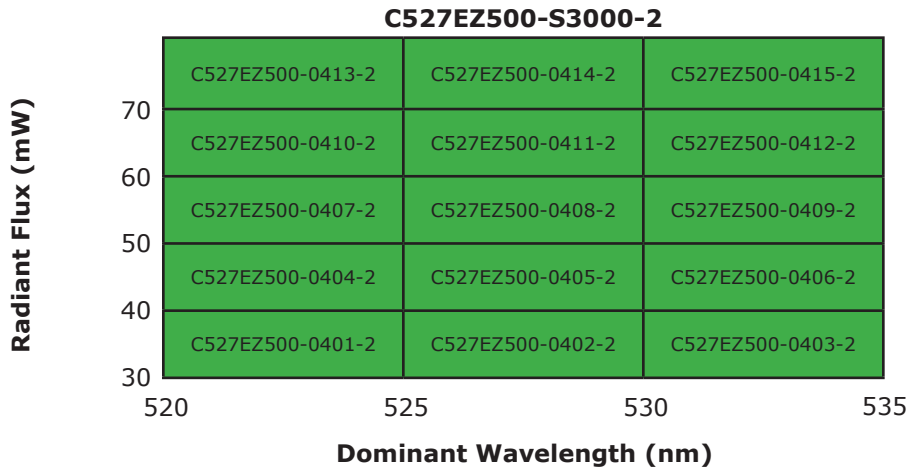 C527EZ500-S3000-2
C527EZ500-0413-2 C527EZ500-0414-2 C527EZ500-0415-2
70
C527EZ500-0410-2 C527EZ500-0411-2 C527EZ500-0412-2
60
C527EZ500-0407-2 C527EZ500-0408-2 C527EZ500-0409-2
50
C527EZ500-0404-2 C527EZ500-0405-2 C527EZ500-0406-2
40
C527EZ500-0401-2 C527EZ500-0402-2 C527EZ500-0403-2
30
Radiant Flux (mW)
520 525 530 535
Dominant Wavelength (nm)